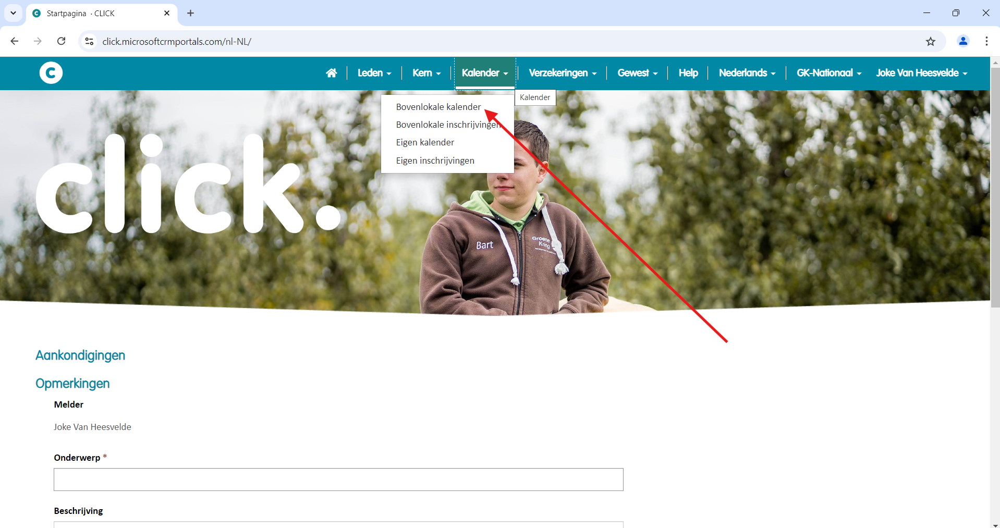 Startpagina · CLICK
click.microsoftcrmportals.com/nl-NL/
c Leden Kern Kalender Verzekeringen Gewest Help Nederlands GK-Nationaal Joke Van Heesvelde
Kalender
Bovenlokale kalender
Bovenlokale inschrijvingen
Eigen kalender
Eigen inschrijvingen
click.
Bart
Groene
Kring
Aankondigingen
Opmerkingen
Melder
Joke Van Heesvelde
Onderwerp *
Beschrijving